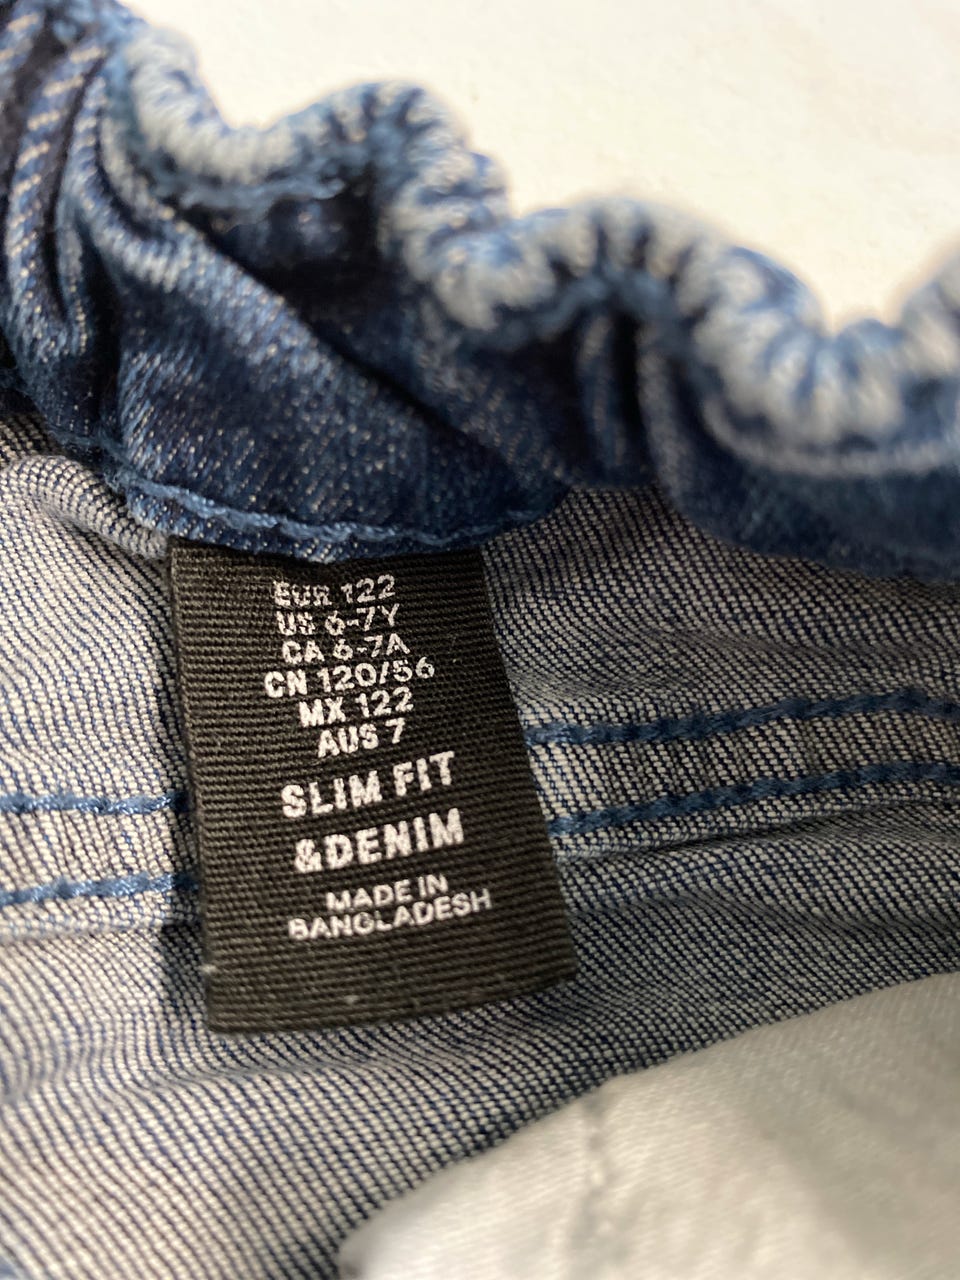 EUR 122
US 6-7Y
CA 6-7A
CN 120/56
MX 122
AUS 7
SLIM FIT
&DENIM
MADE IN
BANGLADESH